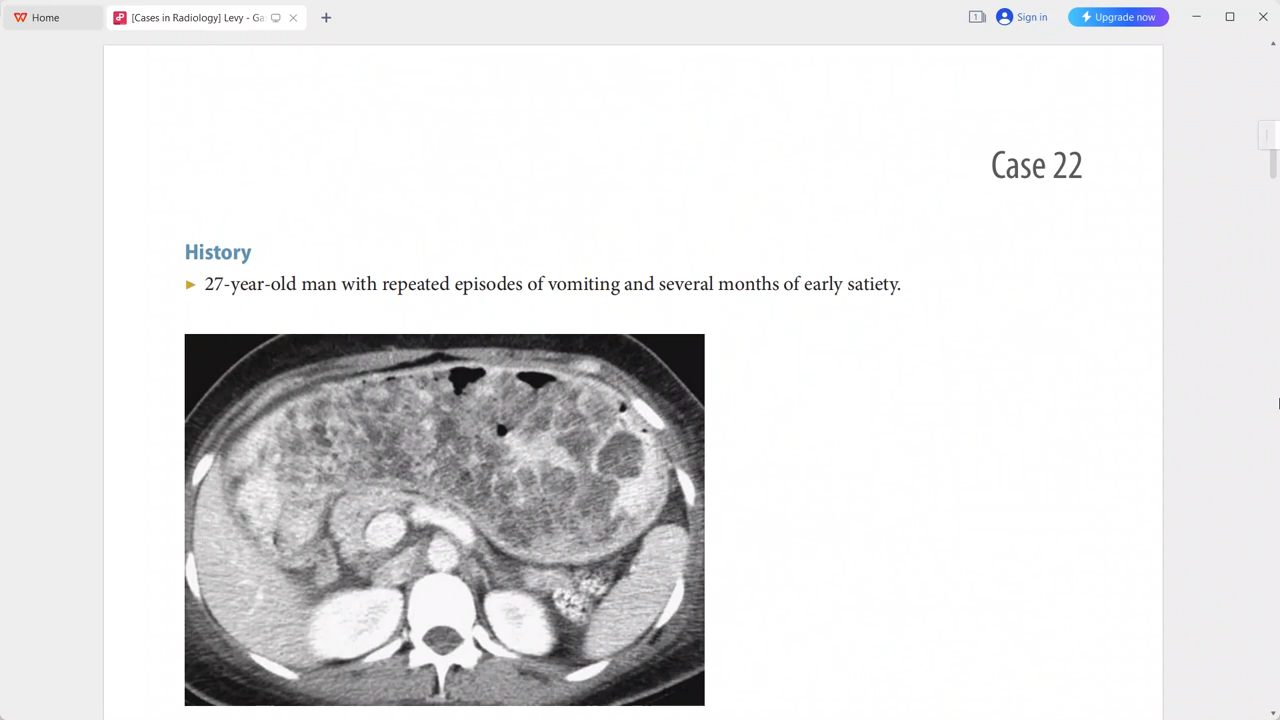 Home
[Cases in Radiology] Levy - Ga
1
Sign in
Upgrade now
Case 22
History
► 27-year-old man with repeated episodes of vomiting and several months of early satiety.